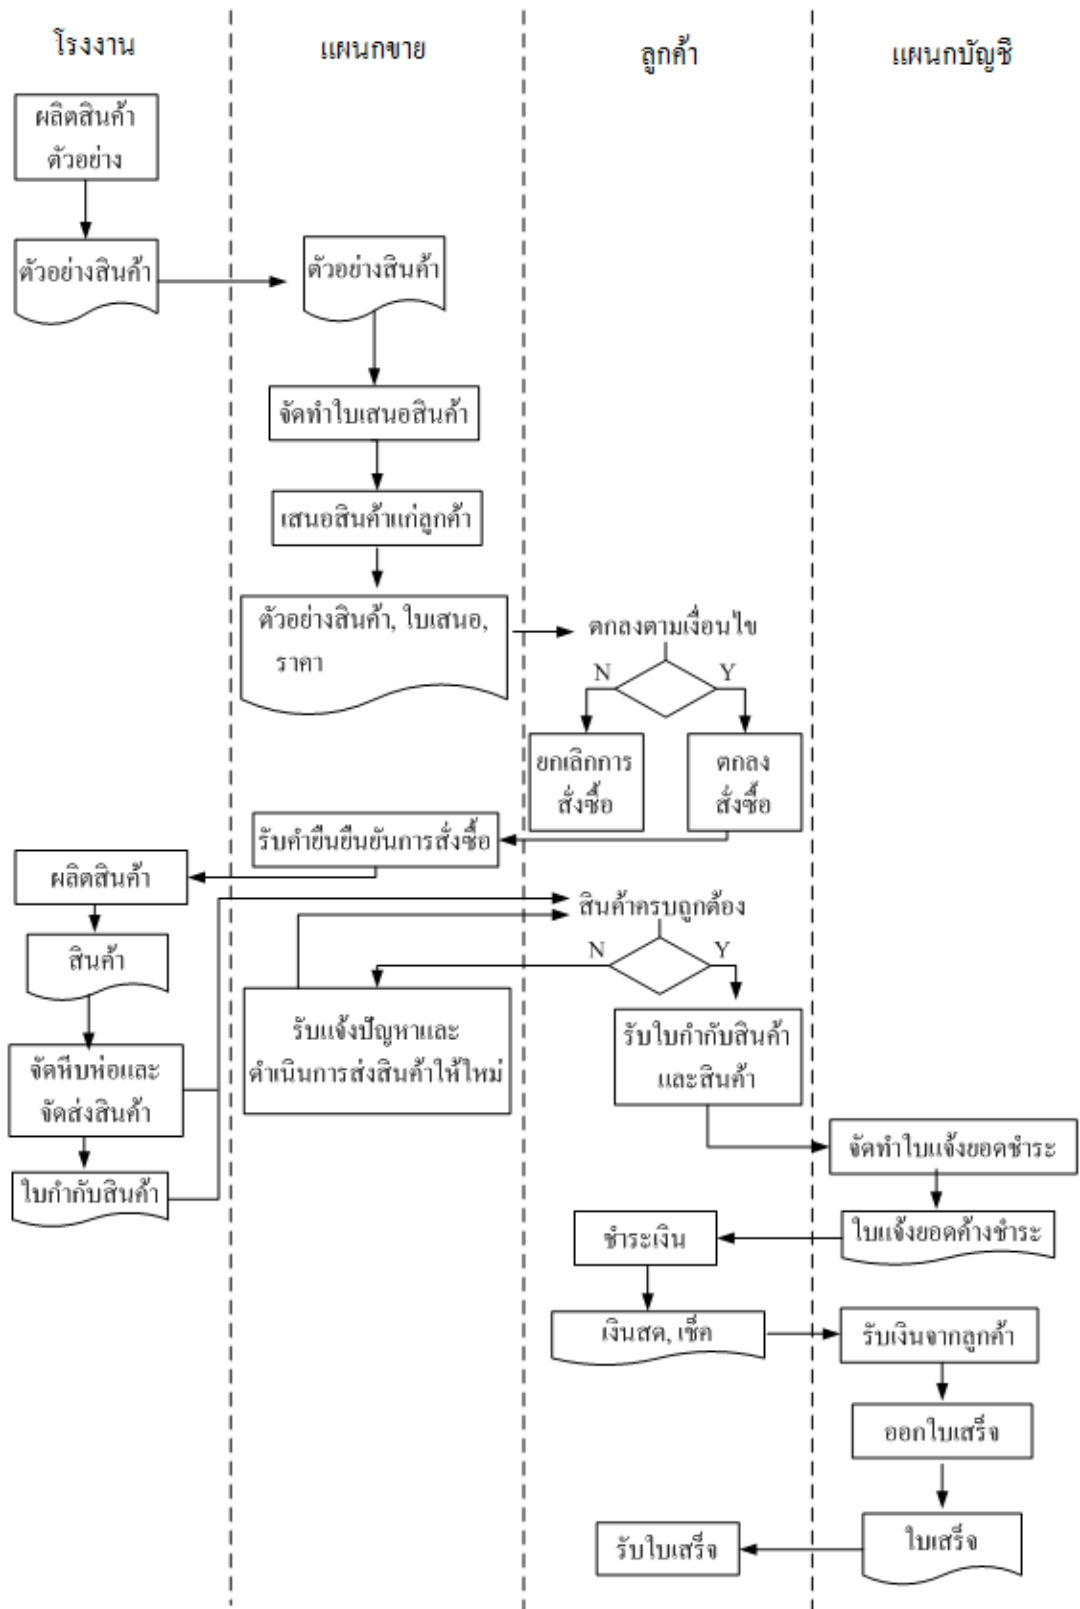 โรงงาน
แผนกขาย
ลูกค้า
แผนกบัญชี
ผลิตสินค้า
ตัวอย่าง
ตัวอย่างสินค้า
ตัวอย่างสินค้า
จัดทำใบเสนอสินค้า
เสนอสินค้าแก่ลูกค้า
ตัวอย่างสินค้า, ใบเสนอ,
ราคา
ตกลงตามเงื่อนไข
N
Y
ยกเลิกการ
สั่งซื้อ
ตกลง
สั่งซื้อ
รับคำยืนยืนยันการสั่งซื้อ
ผลิตสินค้า
สินค้าครบถูกต้อง
N
Y
สินค้า
รับแจ้งปัญหาและ
ดำเนินการส่งสินค้าให้ใหม่
รับใบกำกับสินค้า
และสินค้า
จัดหีบห่อและ
จัดส่งสินค้า
จัดทำใบแจ้งยอดชำระ
ใบกำกับสินค้า
ใบแจ้งยอดค้างชำระ
ชำระเงิน
เงินสด, เช็ค
รับเงินจากลูกค้า
ออกใบเสร็จ
ใบเสร็จ
รับใบเสร็จ